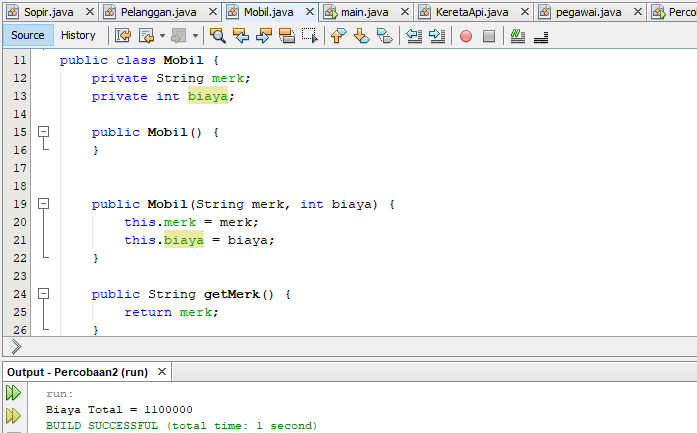 Sopir.java Pelanggan.java Mobil.java main.java KeretaApi.java pegawai.java Perco
Source History
11 public class Mobil {
12 private String merk;
13 private int biaya;
14
15 public Mobil() {
16 }
17
18
19 public Mobil(String merk, int biaya) {
20 this.merk = merk;
21 this.biaya = biaya;
22 }
23
24 public String getMerk() {
25 return merk;
26 }
Output - Percobaan2 (run)
run:
Biaya Total = 1100000
BUILD SUCCESSFUL (total time: 1 second)